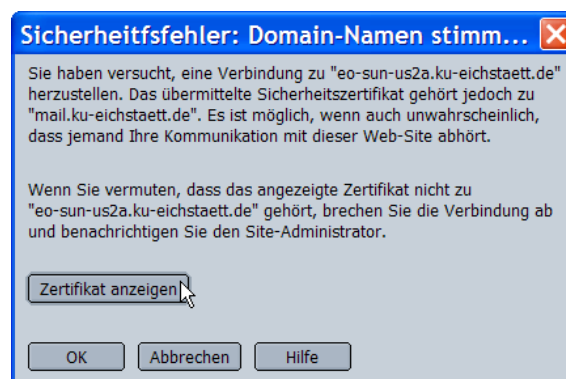 Sicherheitfsfehler: Domain-Namen stimm...
Sie haben versucht, eine Verbindung zu "eo-sun-us2a.ku-eichstaett.de"
herzustellen. Das übermittelte Sicherheitszertifikat gehört jedoch zu
"mail.ku-eichstaett.de". Es ist möglich, wenn auch unwahrscheinlich,
dass jemand Ihre Kommunikation mit dieser Web-Site abhört.
Wenn Sie vermuten, dass das angezeigte Zertifikat nicht zu
"eo-sun-us2a.ku-eichstaett.de" gehört, brechen Sie die Verbindung ab
und benachrichtigen Sie den Site-Administrator.
Zertifikat anzeigen
OK Abbrechen Hilfe